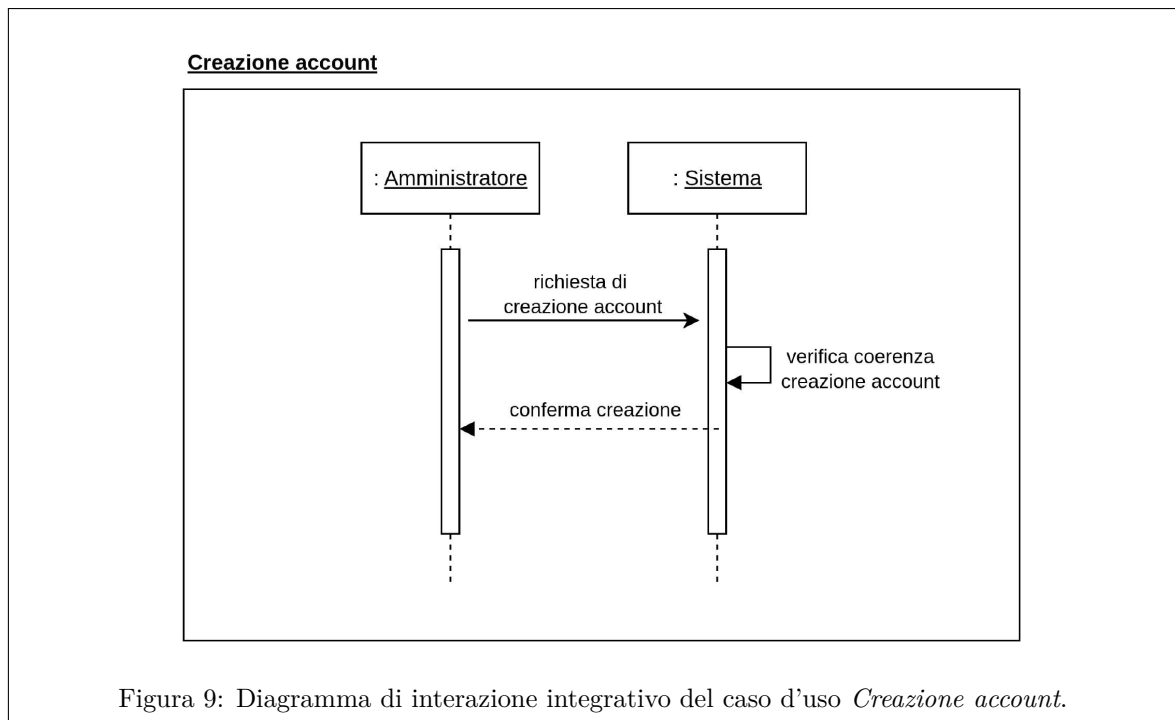 Creazione account
: Amministratore
: Sistema
richiesta di
creazione account
verifica coerenza
creazione account
conferma creazione
Figura 9: Diagramma di interazione integrativo del caso d'uso Creazione account.